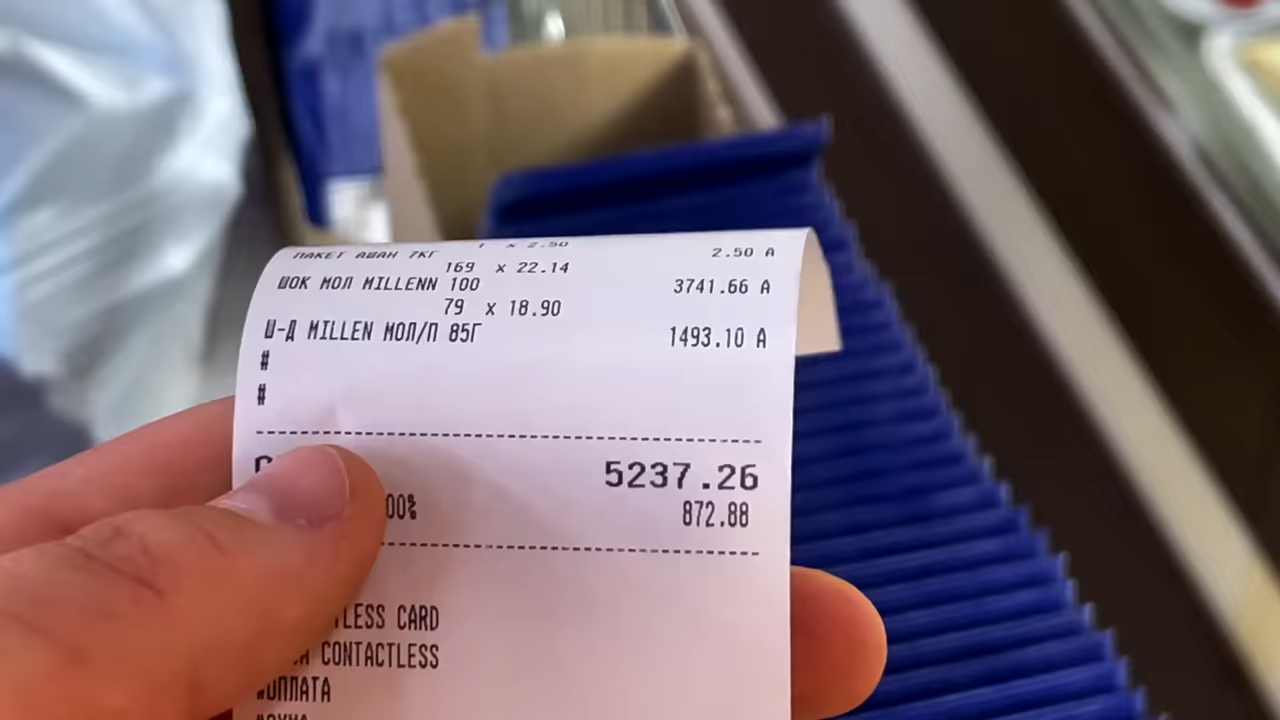 1 x 2.50
ПАКЕТ АШАН 7КГ 2.50 А
169 x 22.14
ШОК МОЛ MILLENN 100 3741.66 А
79 x 18.90
Ш-Д MILLEN МОЛ/П 85Г 1493.10 А
#
#
5237.26
00% 872.88
TLESS CARD
CONTACTLESS
ОПЛАТА